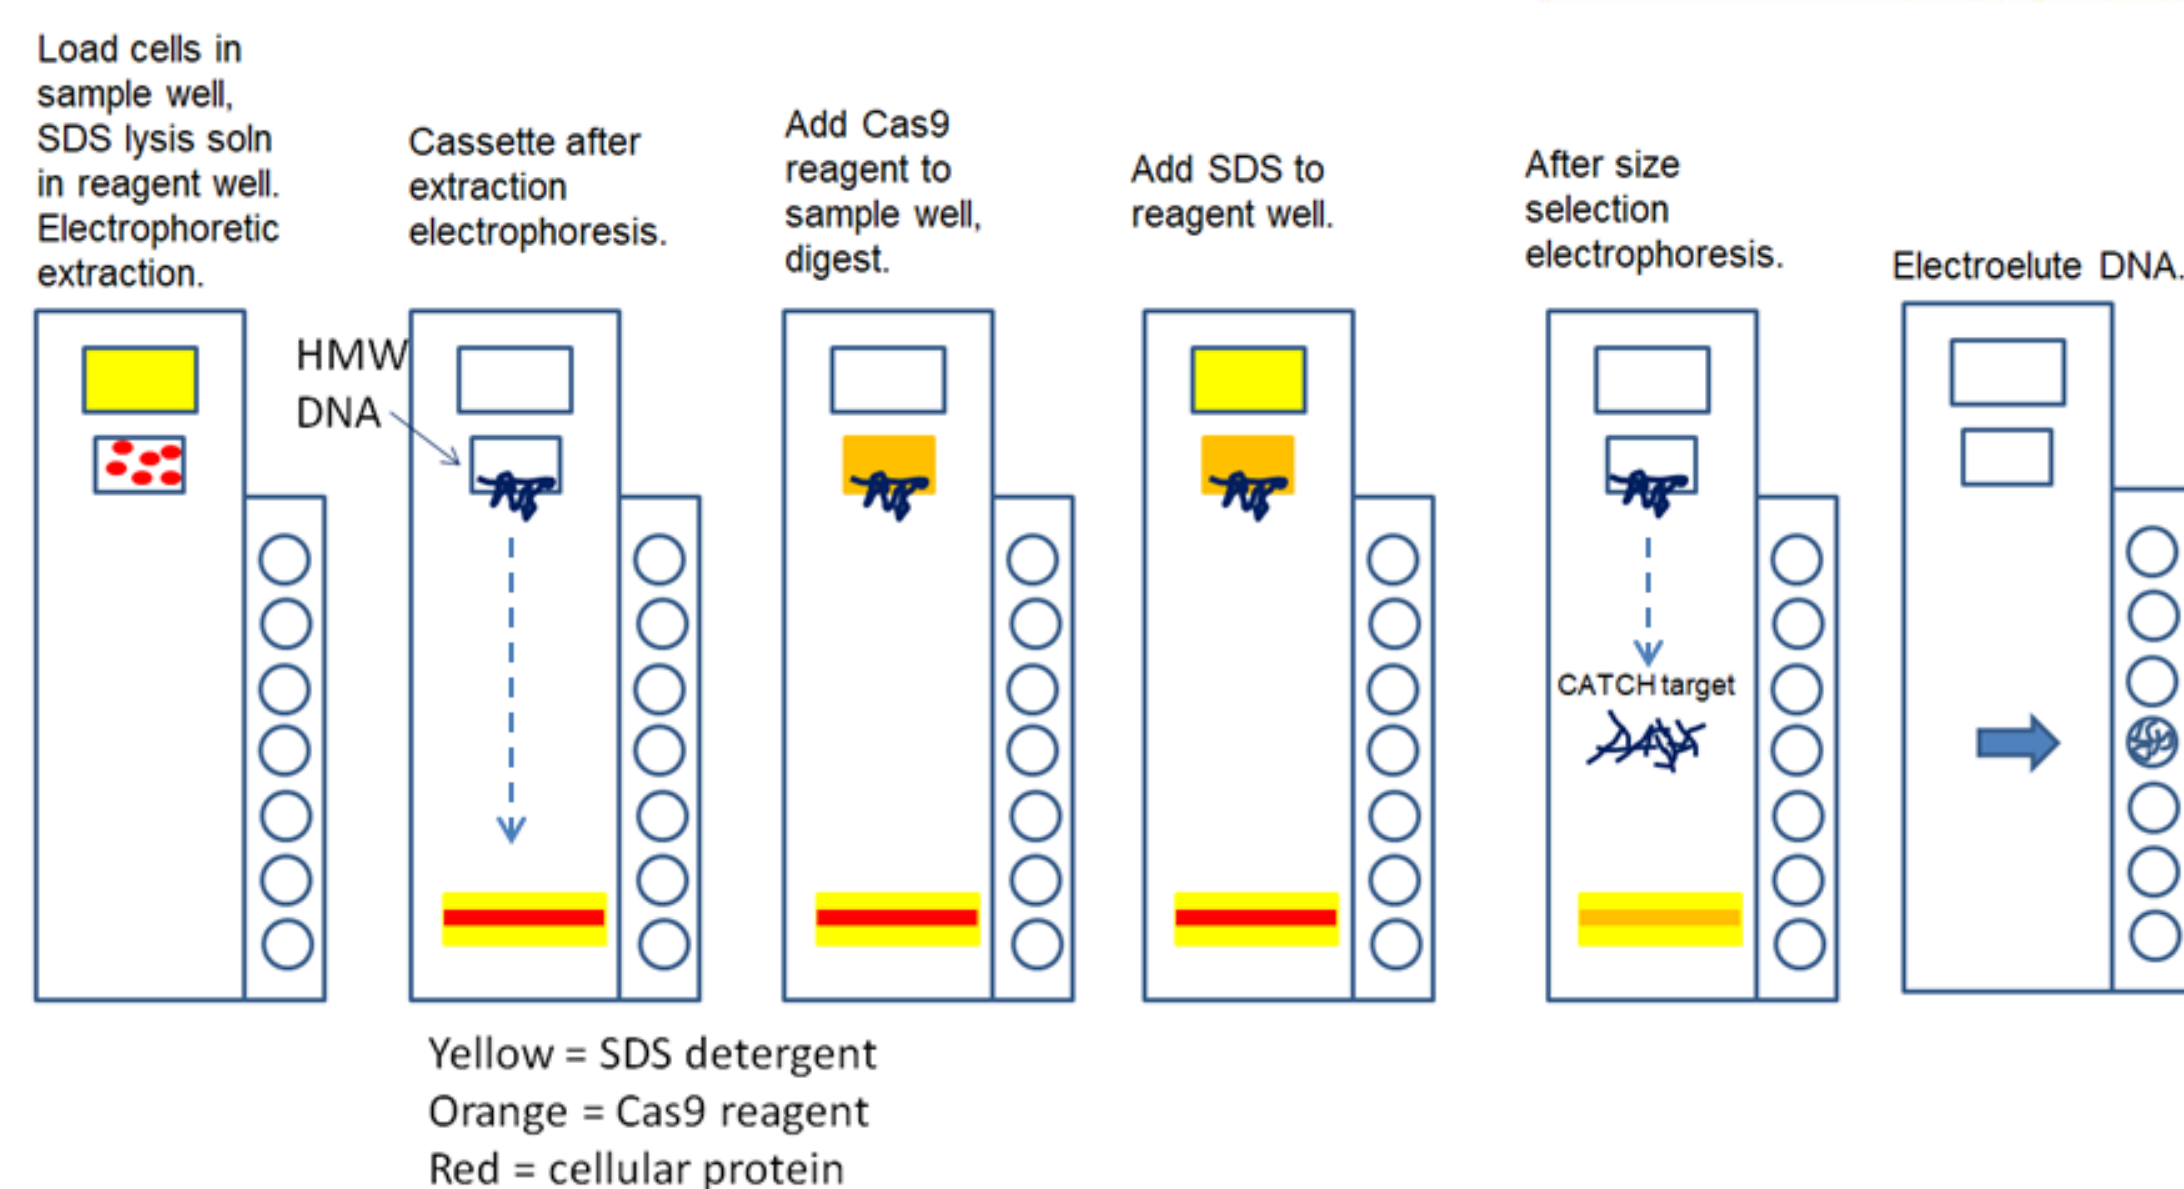 Load cells in
sample well,
SDS lysis soln
in reagent well.
Electrophoretic
extraction.
Cassette after
extraction
electrophoresis.
Add Cas9
reagent to
sample well,
digest.
Add SDS to
reagent well.
After size
selection
electrophoresis.
Electroelute DNA.
HMW
DNA
CATCH target
Yellow = SDS detergent
Orange = Cas9 reagent
Red = cellular protein